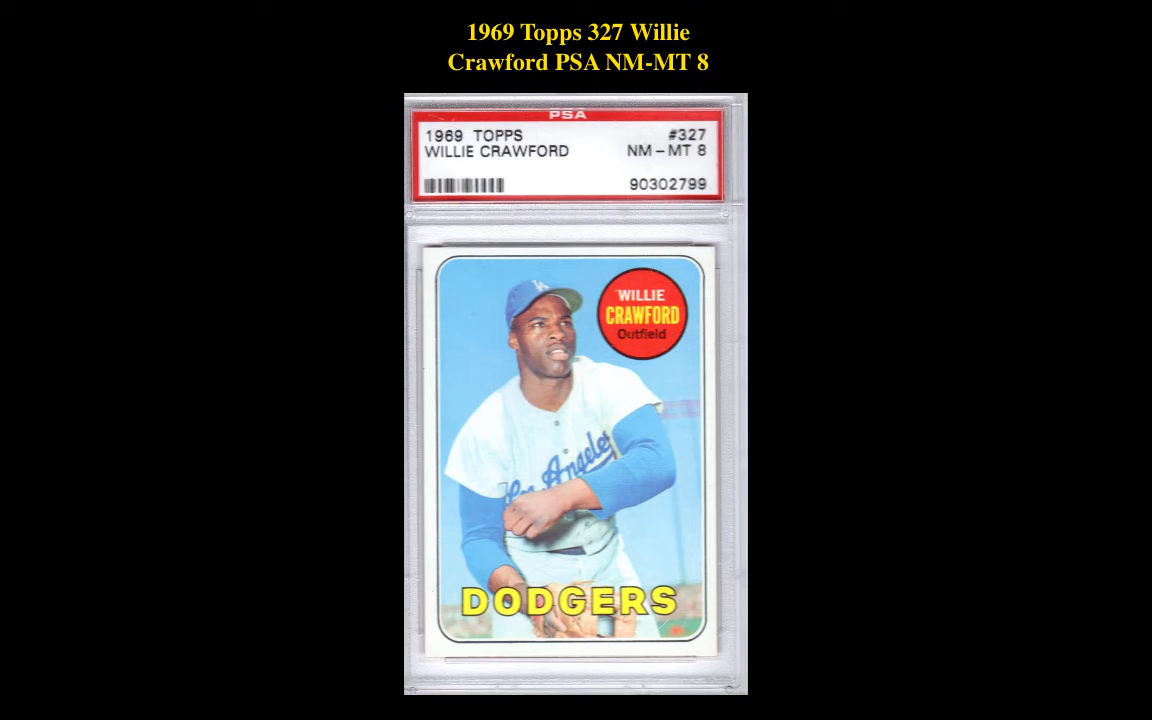 1969 Topps 327 Willie
Crawford PSA NM-MT 8
PSA
1969 TOPPS #327
WILLIE CRAWFORD NM-MT 8
90302799
LA
WILLIE
CRAWFORD
Outfield
Los Angeles
DODGERS